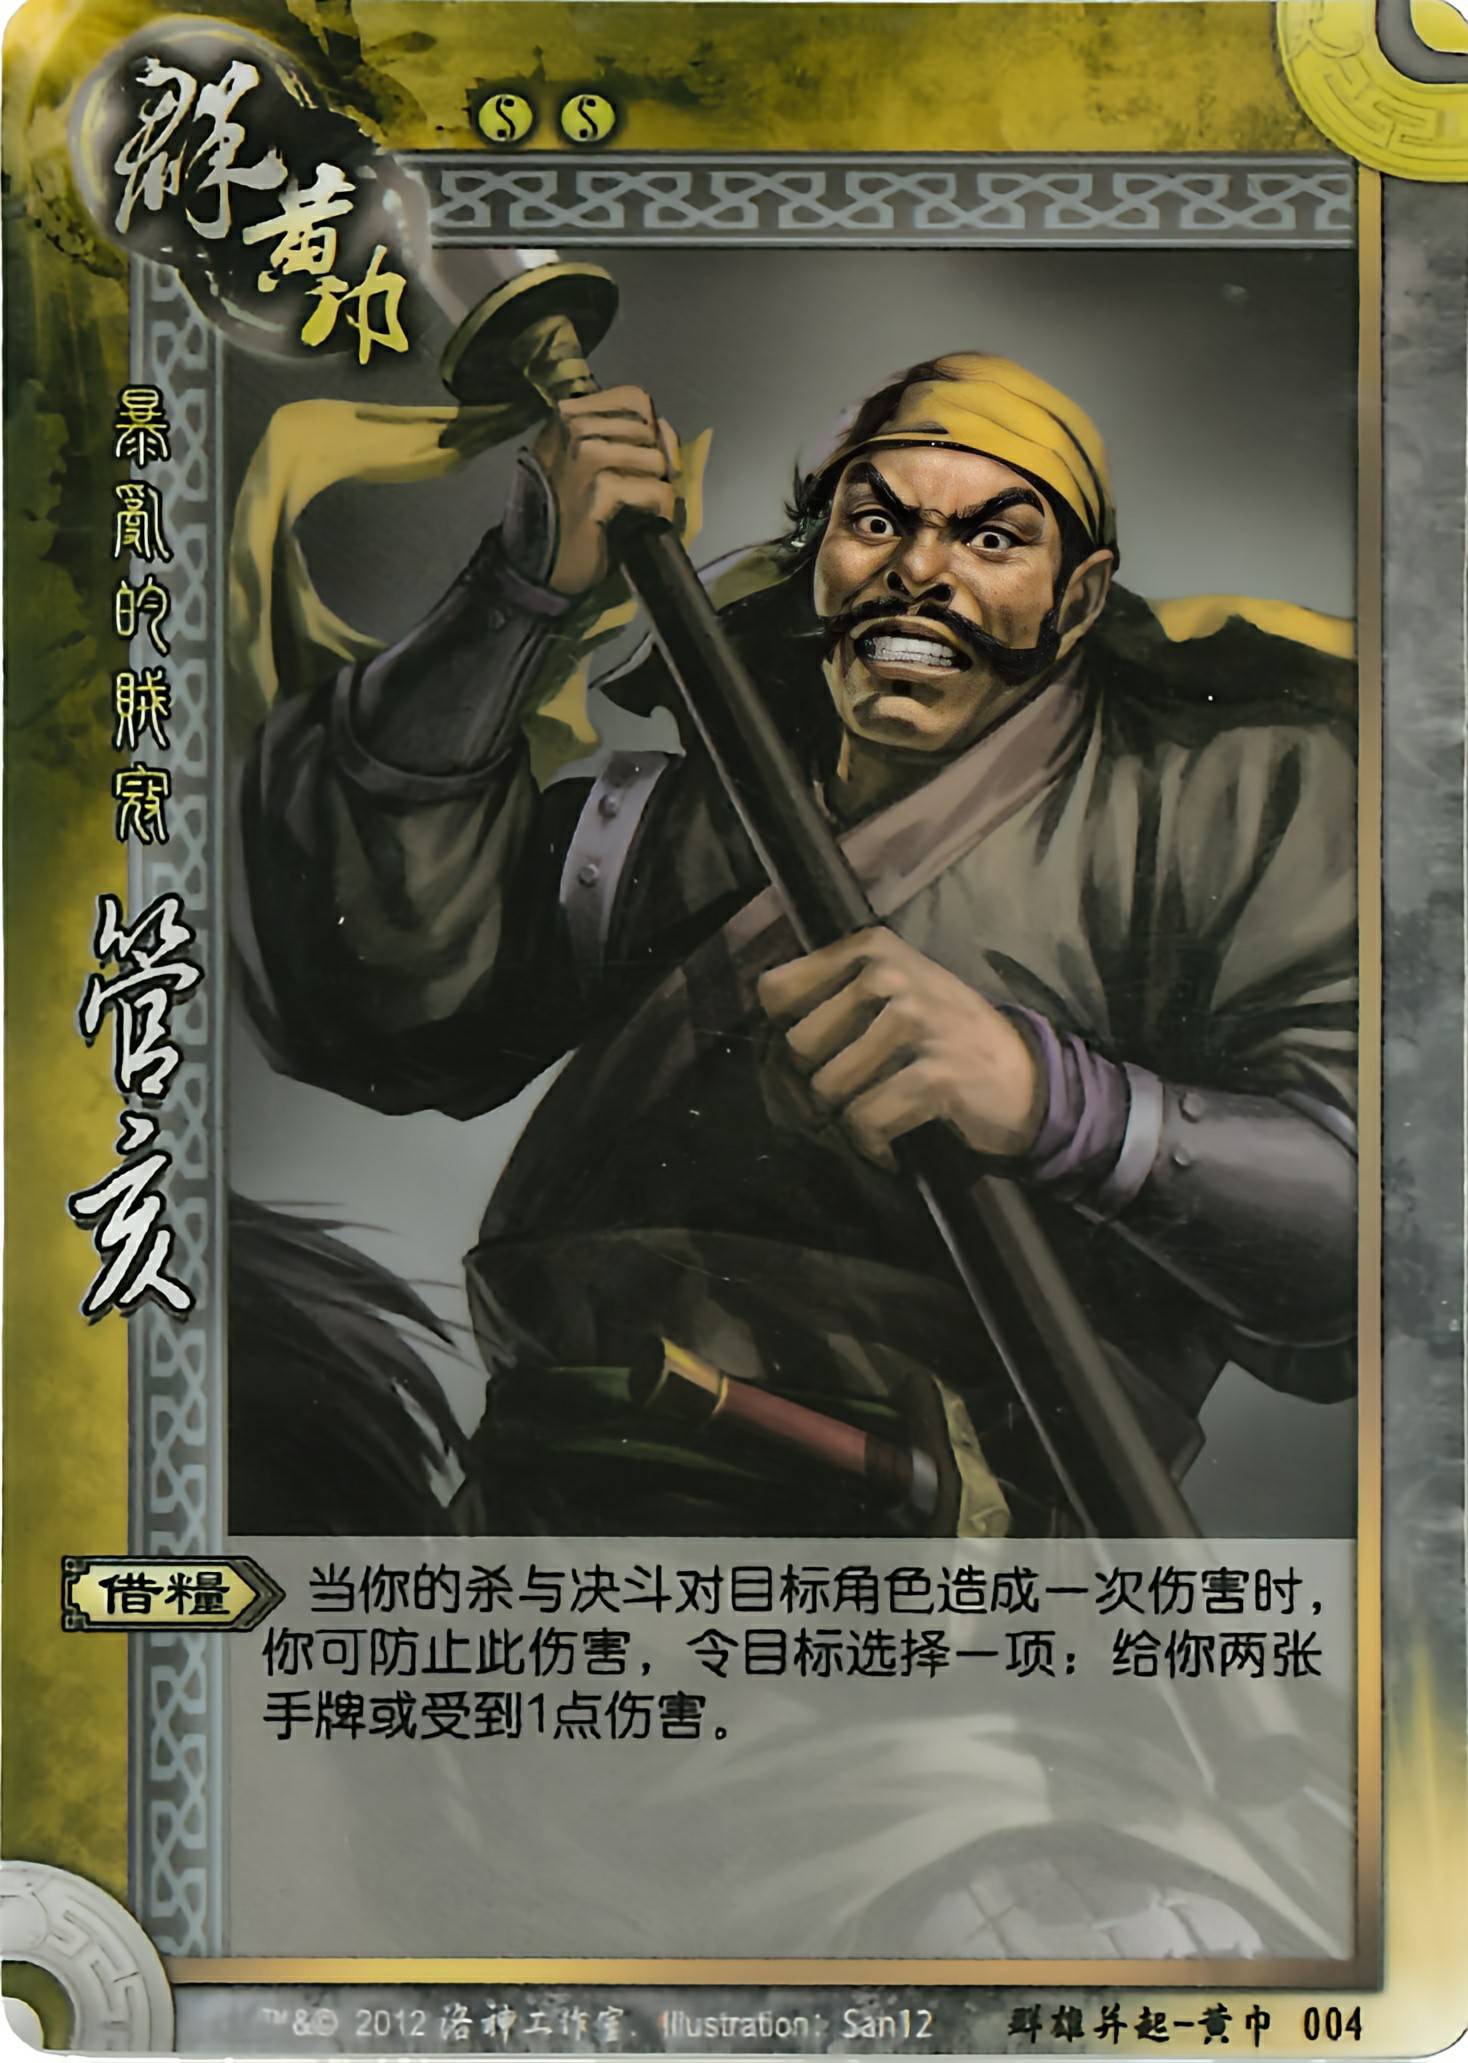 群
黄巾
暴亂的賊寇
管亥
借糧
当你的杀与决斗对目标角色造成一次伤害时，
你可防止此伤害，令目标选择一项：给你两张
手牌或受到1点伤害。
™&© 2012 洛神工作室. Illustration: San12
群雄并起-黄巾 004